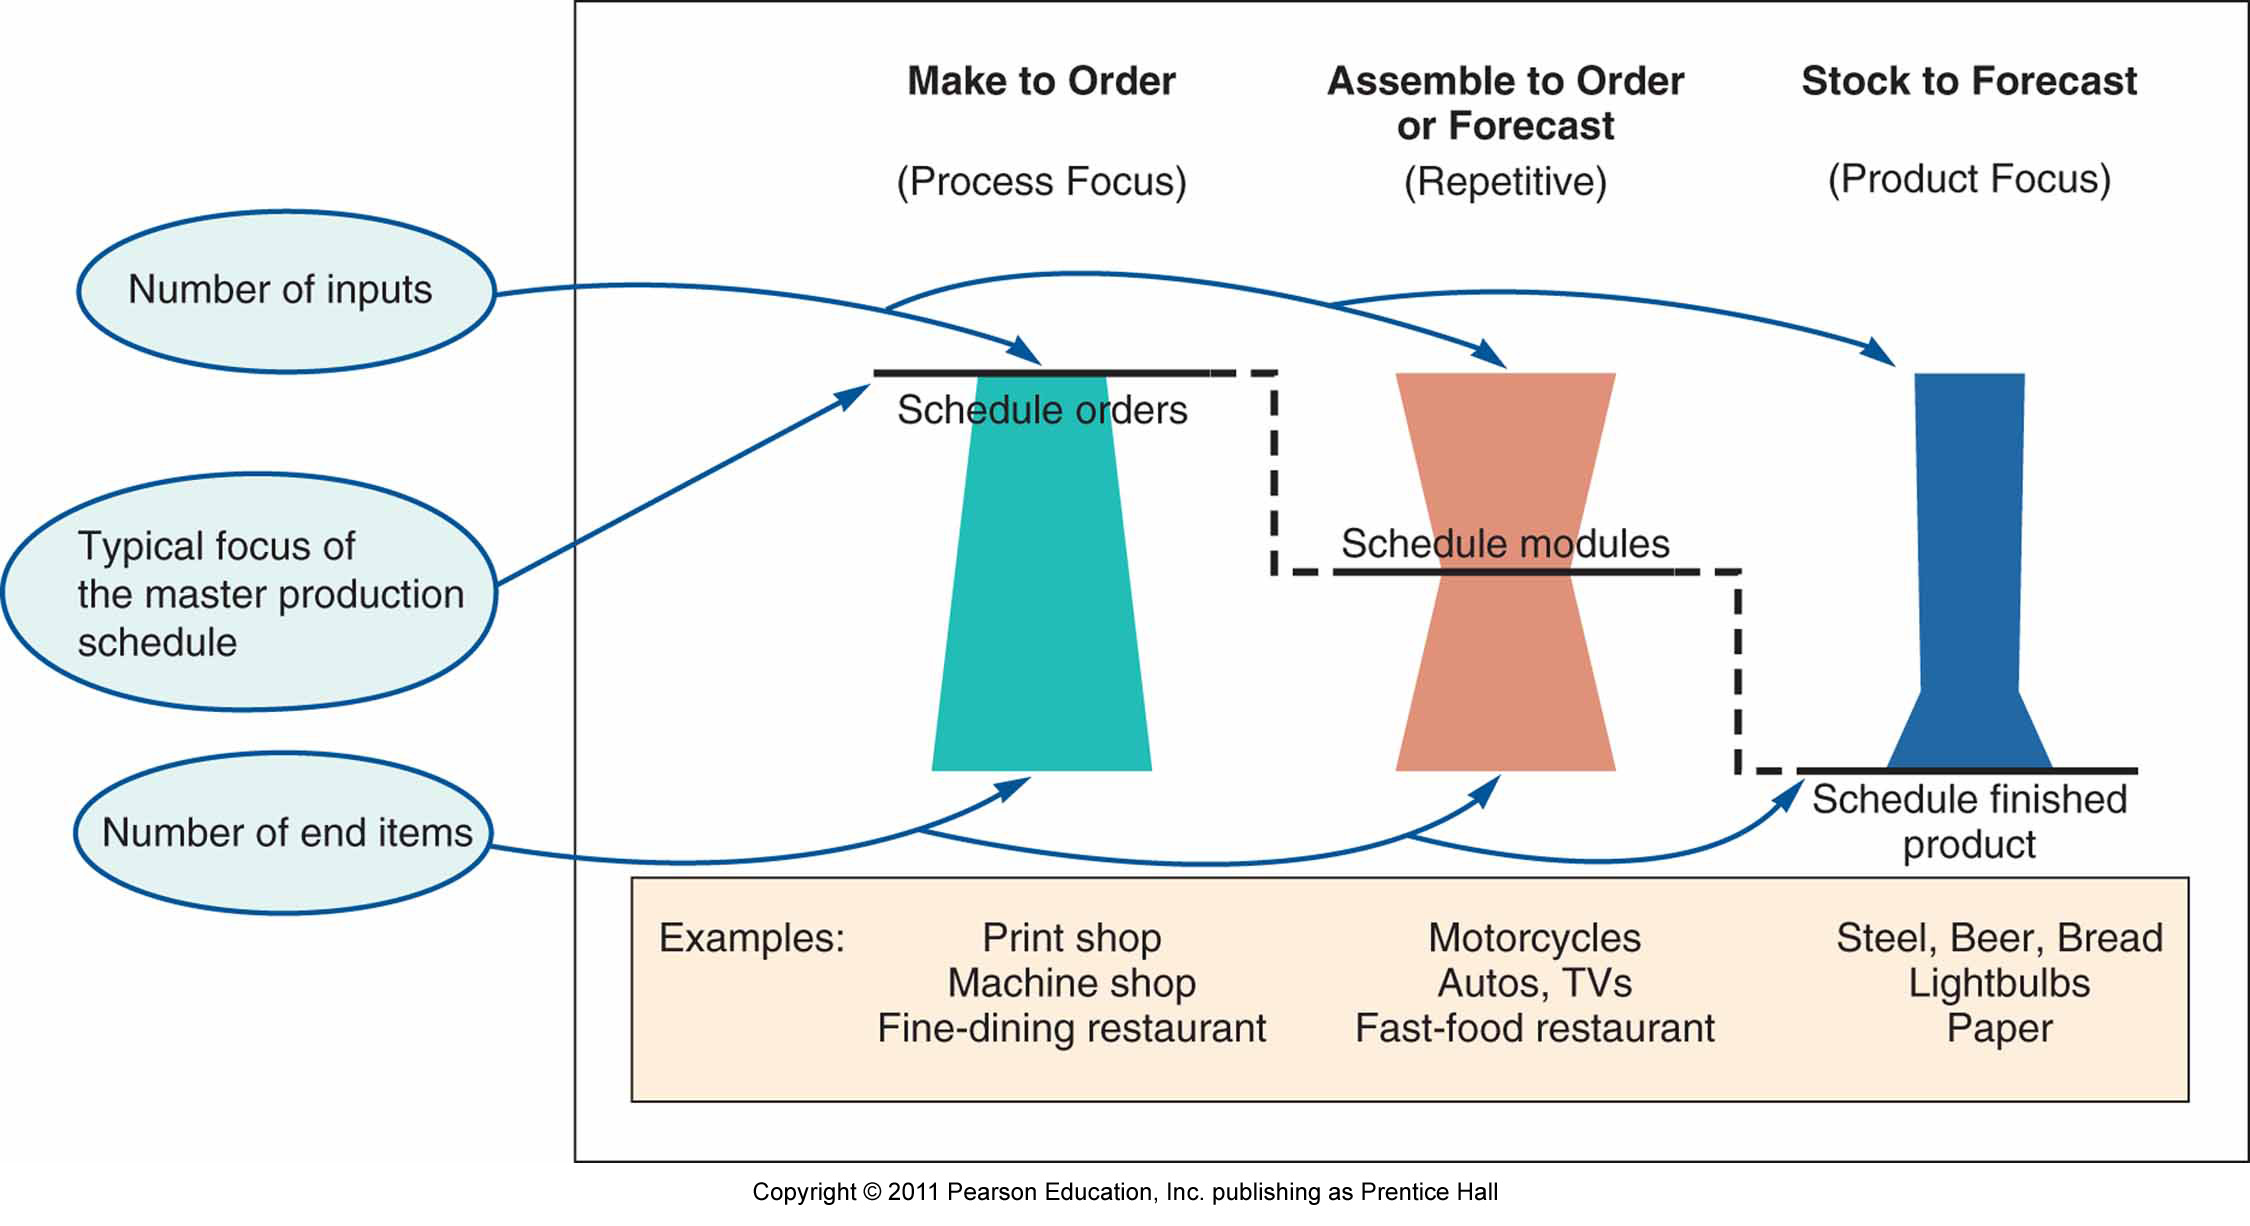 Make to Order
(Process Focus)
Assemble to Order
or Forecast
(Repetitive)
Stock to Forecast
(Product Focus)
Number of inputs
Typical focus of
the master production
schedule
Number of end items
Schedule orders
Schedule modules
Schedule finished
product
Examples:
Print shop
Machine shop
Fine-dining restaurant
Motorcycles
Autos, TVs
Fast-food restaurant
Steel, Beer, Bread
Lightbulbs
Paper
Copyright © 2011 Pearson Education, Inc. publishing as Prentice Hall